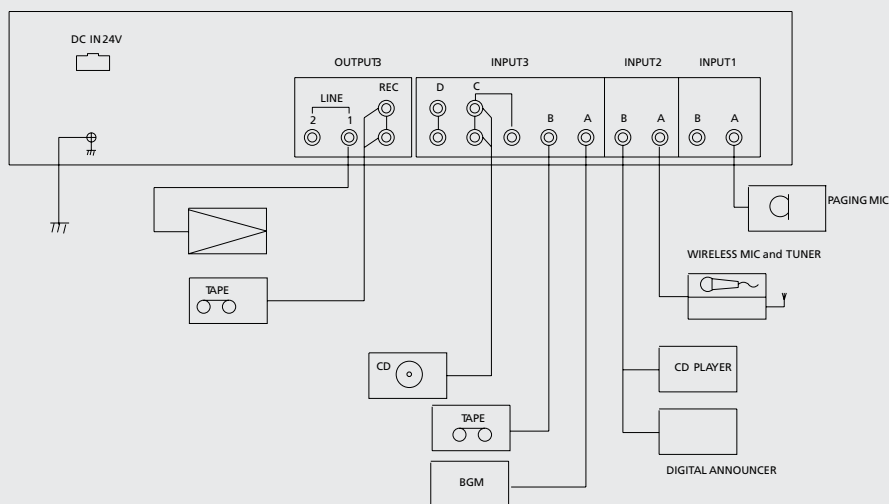 DC IN 24V
OUTPUT3 INPUT3 INPUT2 INPUT1
REC D C
LINE
2 1 B A B A B A
PAGING MIC
WIRELESS MIC and TUNER
TAPE
CD
CD PLAYER
TAPE
DIGITAL ANNOUNCER
BGM